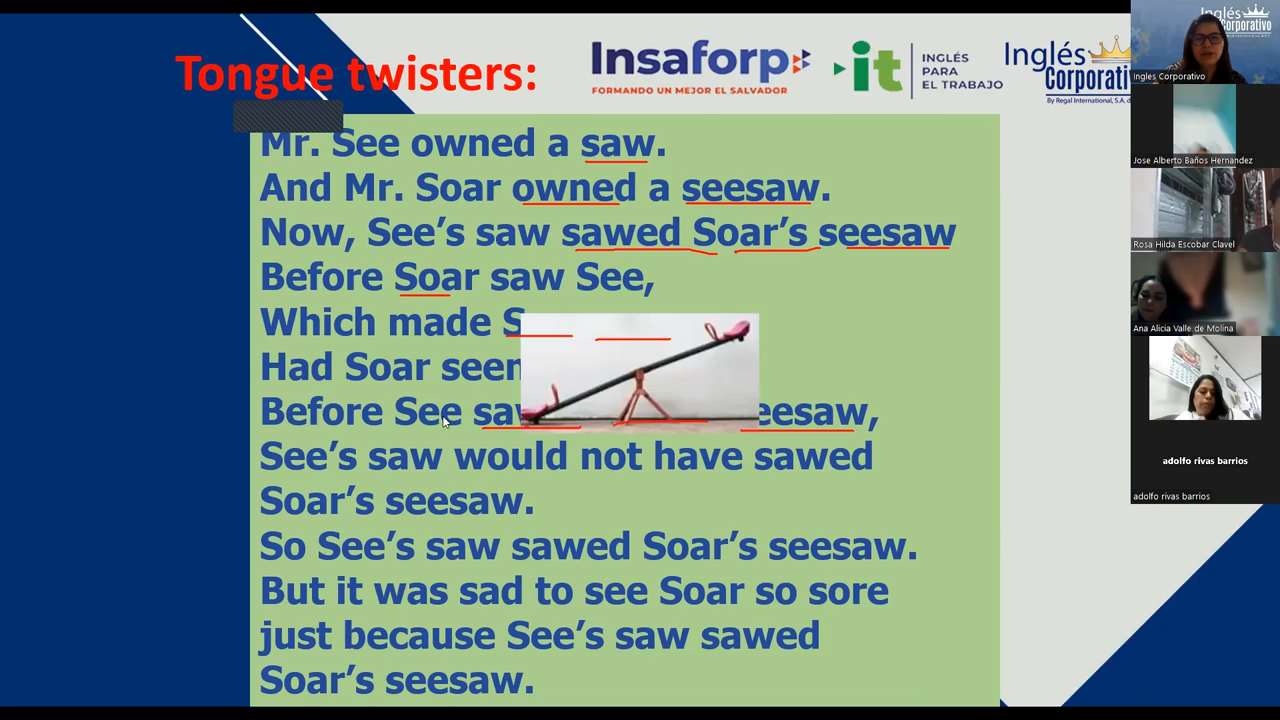 Tongue twisters:
Insaforp
FORMANDO UN MEJOR EL SALVADOR
it
INGLÉS
PARA
EL TRABAJO
Inglés
Corporativ
By Regal International, S.A. d
Mr. See owned a saw.
And Mr. Soar owned a seesaw.
Now, See’s saw sawed Soar’s seesaw
Before Soar saw See,
Which made S
Had Soar seen
Before See saw eesaw,
See’s saw would not have sawed
Soar’s seesaw.
So See’s saw sawed Soar’s seesaw.
But it was sad to see Soar so sore
just because See’s saw sawed
Soar’s seesaw.
Inglés
Corporativo
Ingles Corporativo
Jose Alberto Baños Hernandez
Rosa Hilda Escobar Clavel
Ana Alicia Valle de Molina
adolfo rivas barrios
adolfo rivas barrios